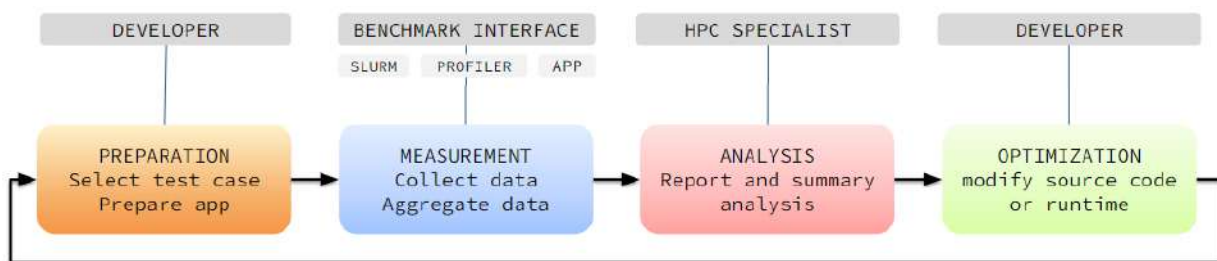 DEVELOPER
BENCHMARK INTERFACE
HPC SPECIALIST
DEVELOPER
SLURM
PROFILER
APP
PREPARATION
Select test case
Prepare app
MEASUREMENT
Collect data
Aggregate data
ANALYSIS
Report and summary
analysis
OPTIMIZATION
modify source code
or runtime